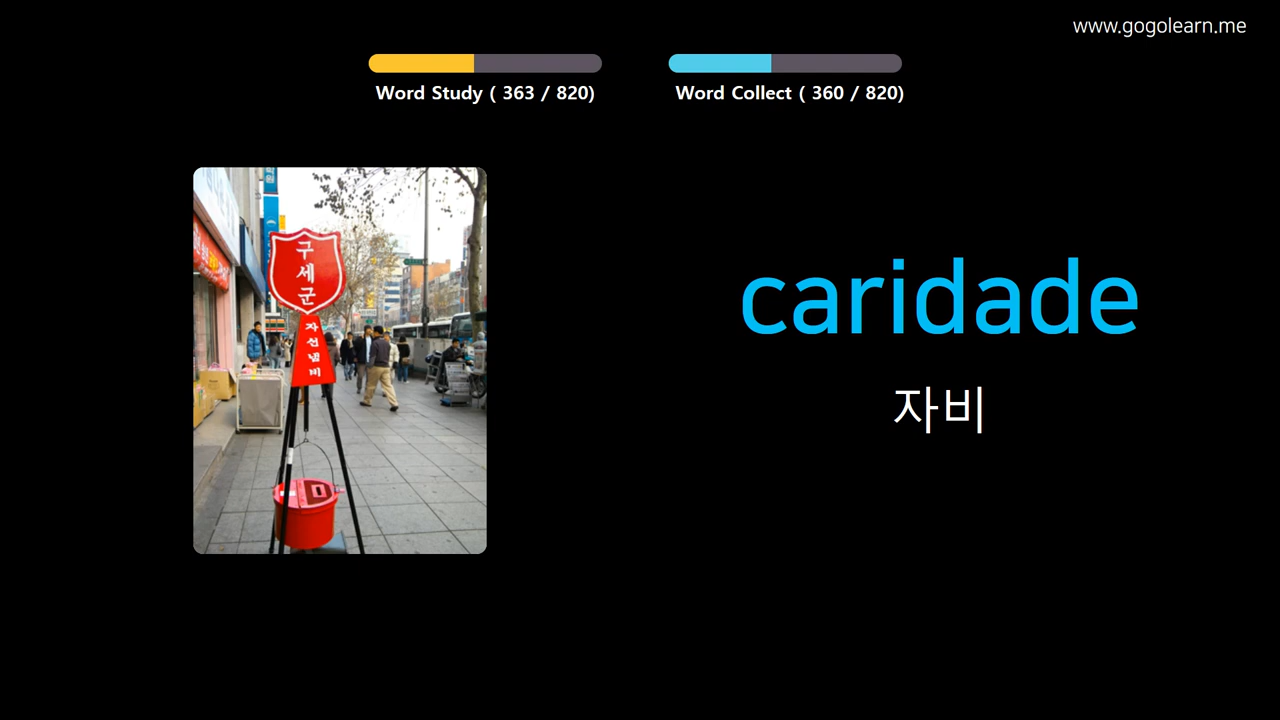 www.gogolearn.me
Word Study ( 363 / 820)
Word Collect ( 360 / 820)
구
세
군
자
선
냄
비
caridade
자비